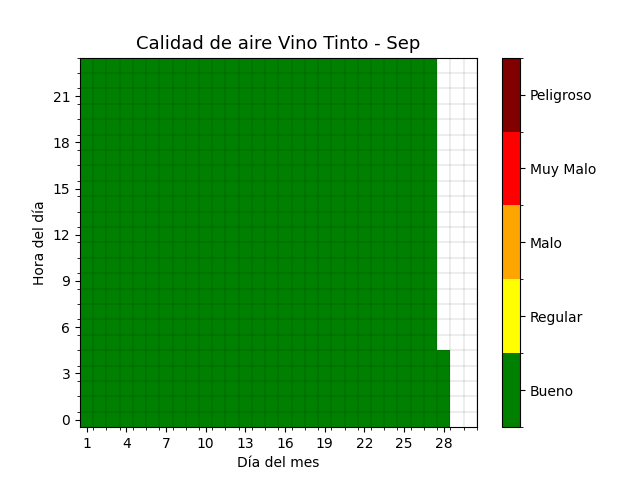 Calidad de aire Vino Tinto - Sep
Hora del día
21
18
15
12
9
6
3
0
1 4 7 10 13 16 19 22 25 28
Día del mes
Peligroso
Muy Malo
Malo
Regular
Bueno